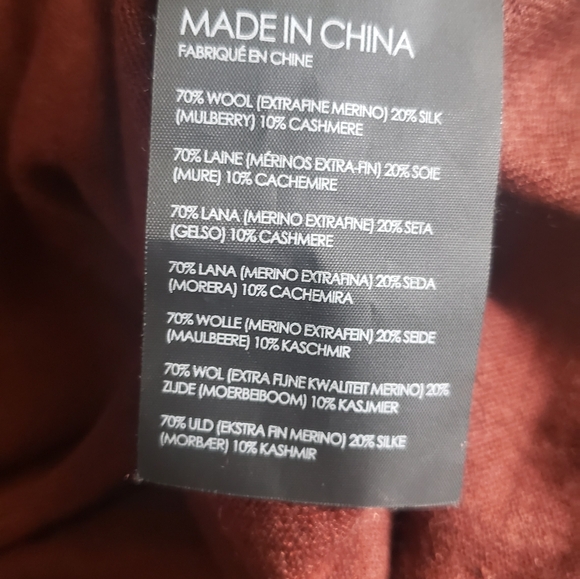 MADE IN CHINA
FABRIQUÉ EN CHINE
70% WOOL (EXTRAFINE MERINO) 20% SILK
(MULBERRY) 10% CASHMERE
70% LAINE (MÉRINOS EXTRA-FIN) 20% SOIE
(MURE) 10% CACHEMIRE
70% LANA (MERINO EXTRAFINE) 20% SETA
(GELSO) 10% CASHMERE
70% LANA (MERINO EXTRAFINA) 20% SEDA
(MORERA) 10% CACHEMIRA
70% WOLLE (MERINO EXTRAFEIN) 20% SEIDE
(MAULBEERE) 10% KASCHMIR
70% WOL (EXTRA FIJNE KWALITEIT MERINO) 20%
ZIJDE (MOERBEIBOOM) 10% KASJMIER
70% ULD (EKSTRA FIN MERINO) 20% SILKE
(MORBÆR) 10% KASHMIR